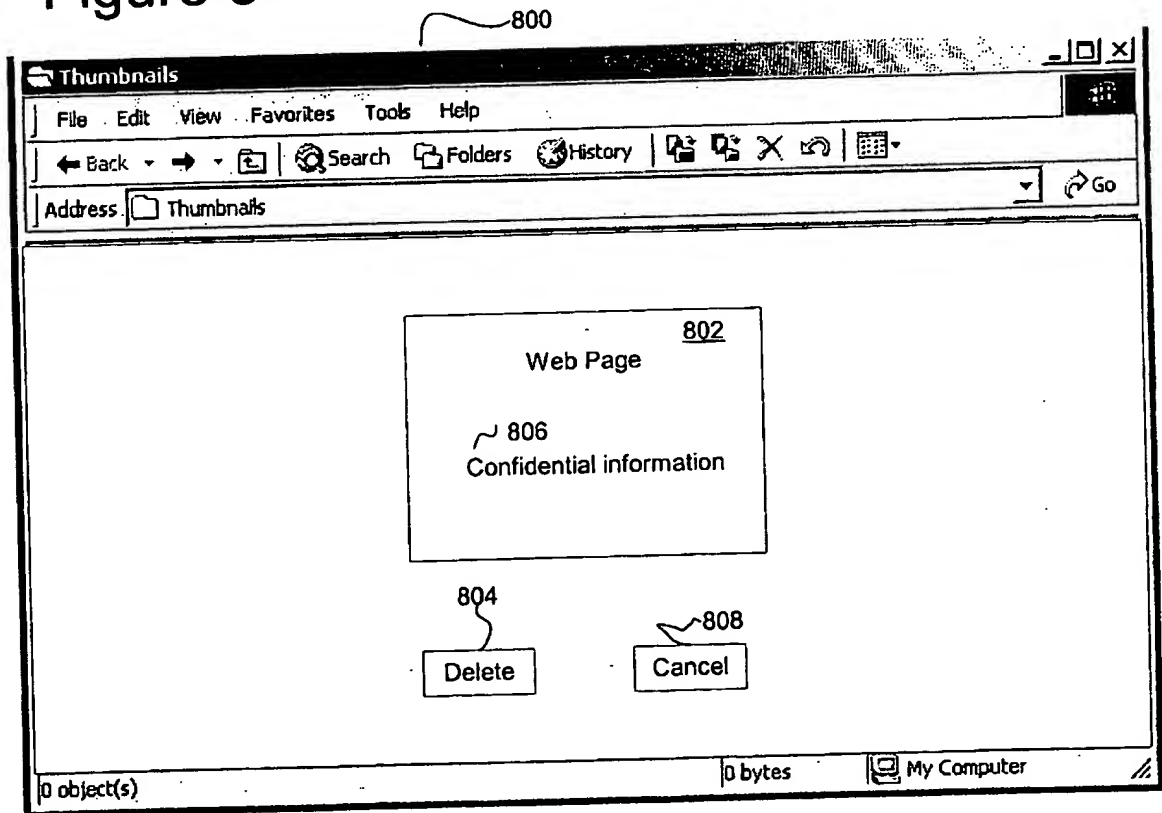 800
Thumbnails
File Edit View Favorites Tools Help
Back Search Folders History
Address Thumbnails Go
802
Web Page
806
Confidential information
804
808
Delete Cancel
0 object(s) 0 bytes My Computer